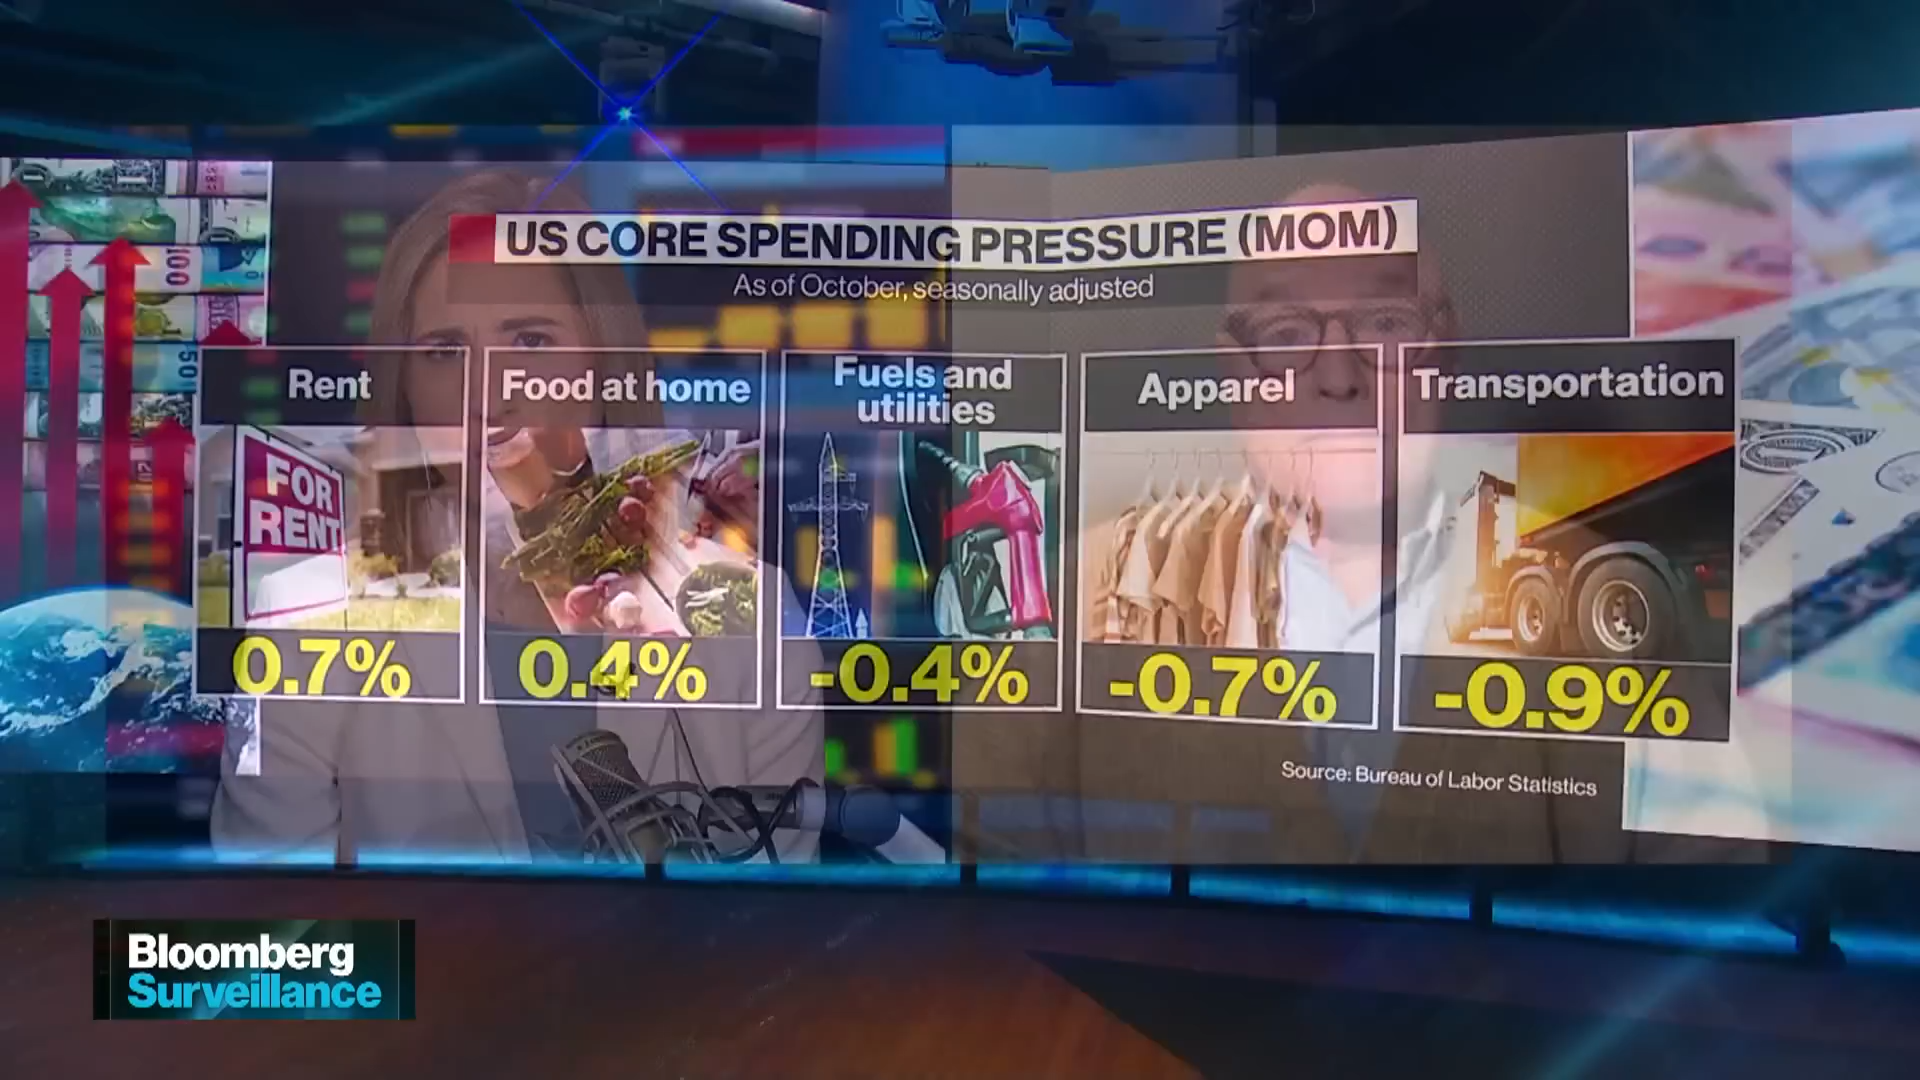 US CORE SPENDING PRESSURE (MOM)
As of October, seasonally adjusted
Rent
Food at home
Fuels and
utilities
Apparel
Transportation
FOR
RENT
0.7%
0.4%
-0.4%
-0.7%
-0.9%
Source: Bureau of Labor Statistics
Bloomberg
Surveillance